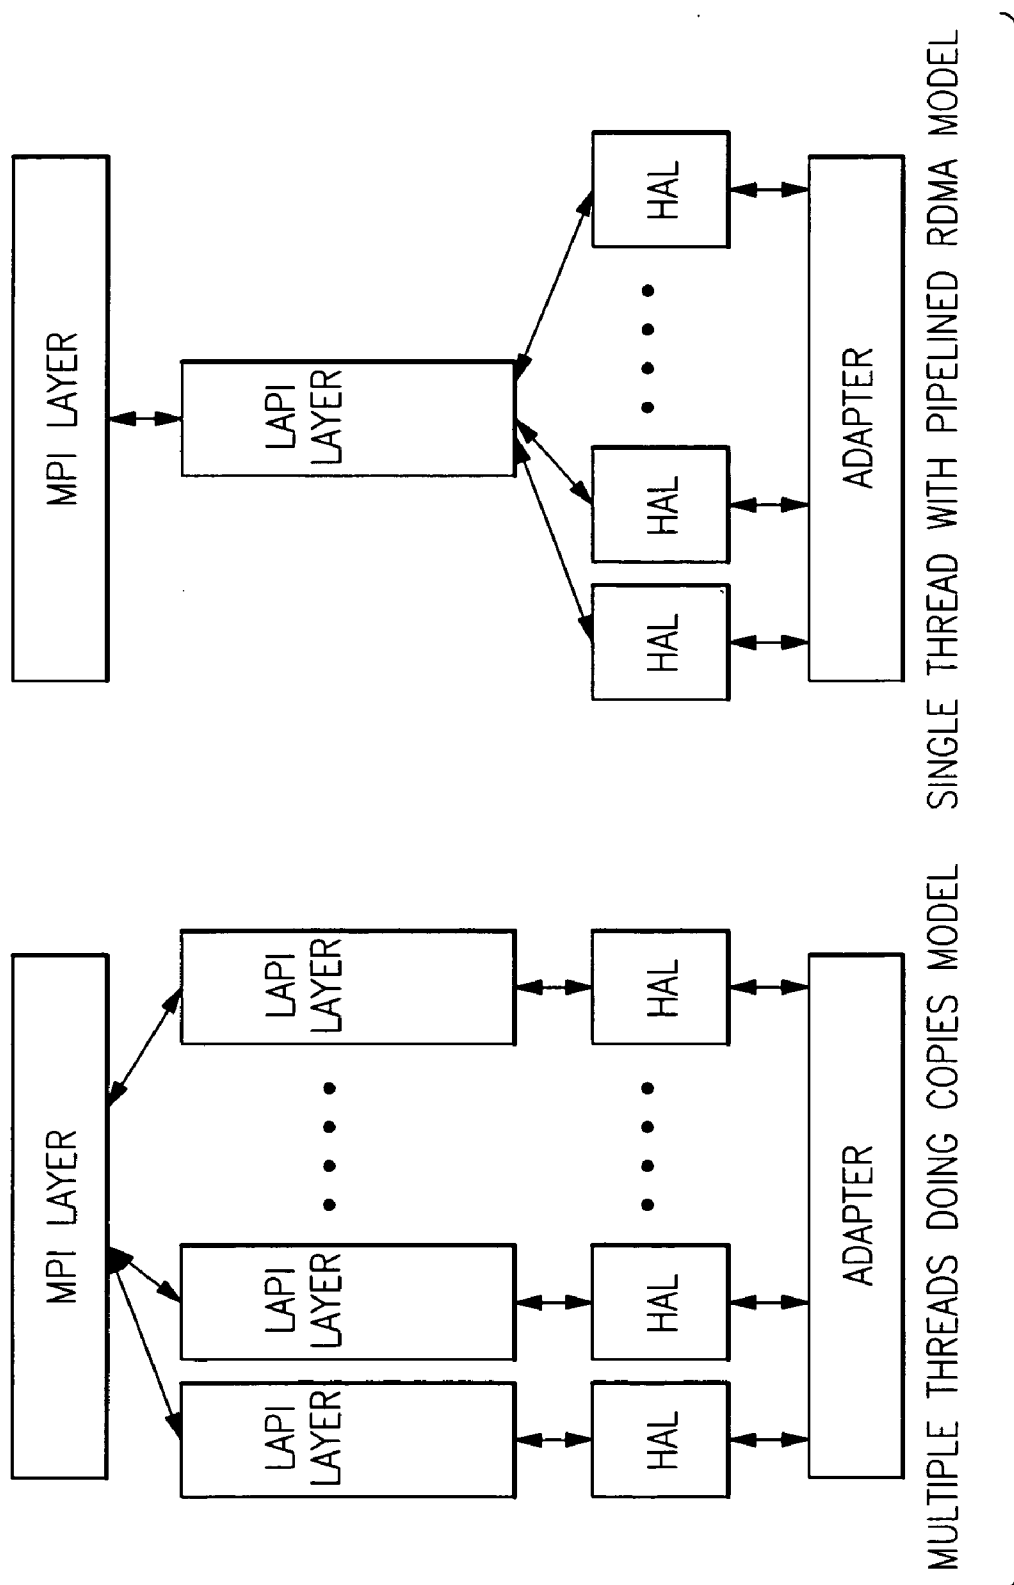 MPI LAYER
LAPI
LAYER
LAPI
LAYER
LAPI
LAYER
HAL
HAL
HAL
ADAPTER
MULTIPLE THREADS DOING COPIES MODEL
MPI LAYER
LAPI
LAYER
HAL
HAL
HAL
ADAPTER
SINGLE THREAD WITH PIPELINED RDMA MODEL